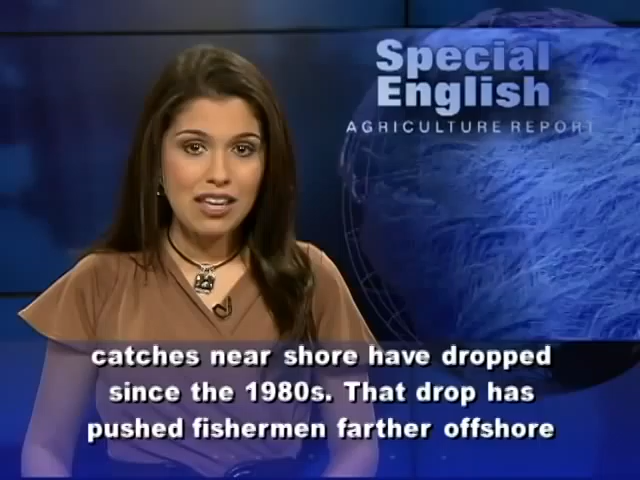 Special
English
AGRICULTURE REPORT
catches near shore have dropped
since the 1980s. That drop has
pushed fishermen farther offshore